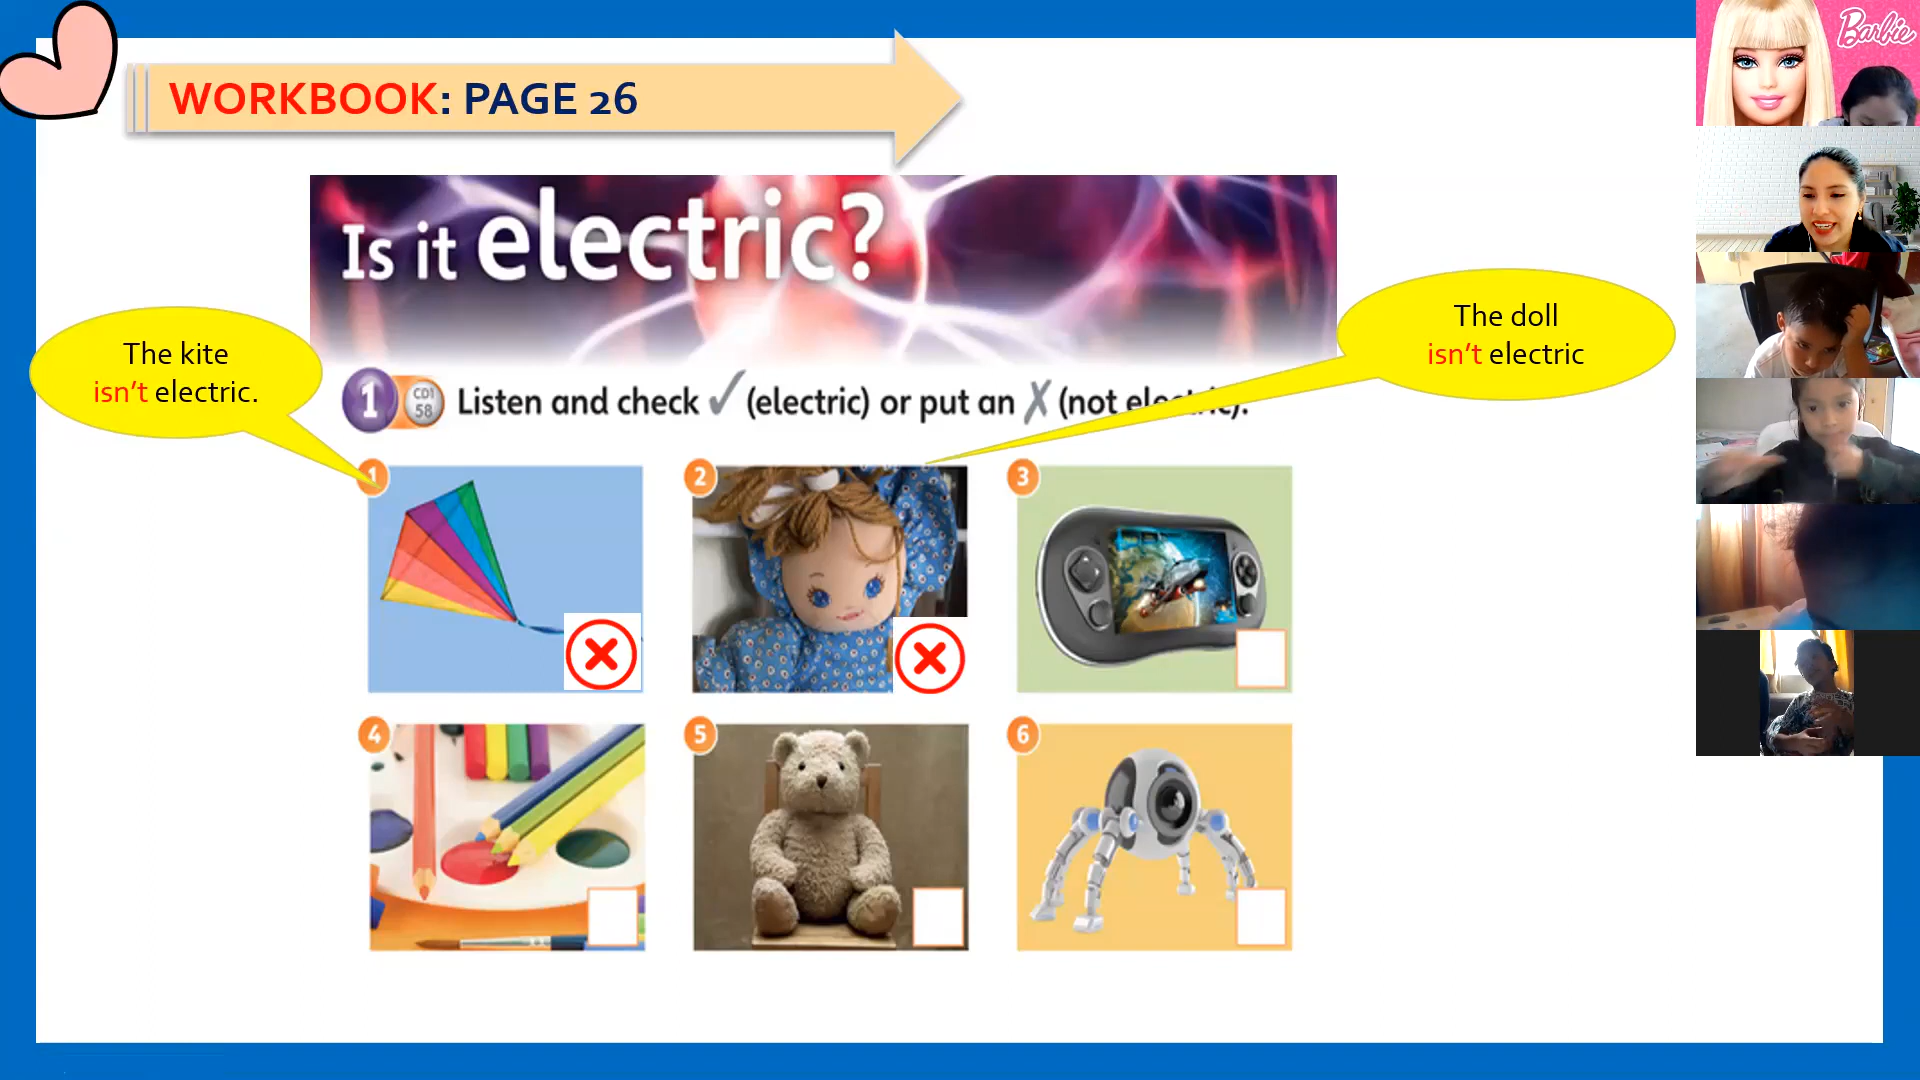 WORKBOOK: PAGE 26
Barbie
Is it electric?
The kite
isn't electric.
The doll
isn't electric
1 CD1 58 Listen and check ✓ (electric) or put an ✗ (not electric).
1
2
3
4
5
6